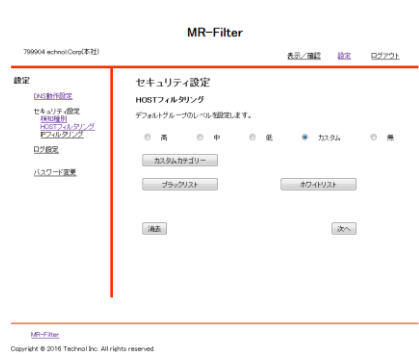 MR-Filter
799904 echnol Corp(本社)
表示／確認 設定 ログアウト
設定
DNS動作設定
セキュリティ設定
検知種別
HOSTフィルタリング
IPフィルタリング
ログ設定
パスワード変更
セキュリティ設定
HOSTフィルタリング
デフォルトグループのレベルを設定します。
高 中 低 カスタム 無
カスタムカテゴリー
ブラックリスト ホワイトリスト
消去 次へ
MR-Filter
Copyright © 2016 Technol Inc. All rights reserved.